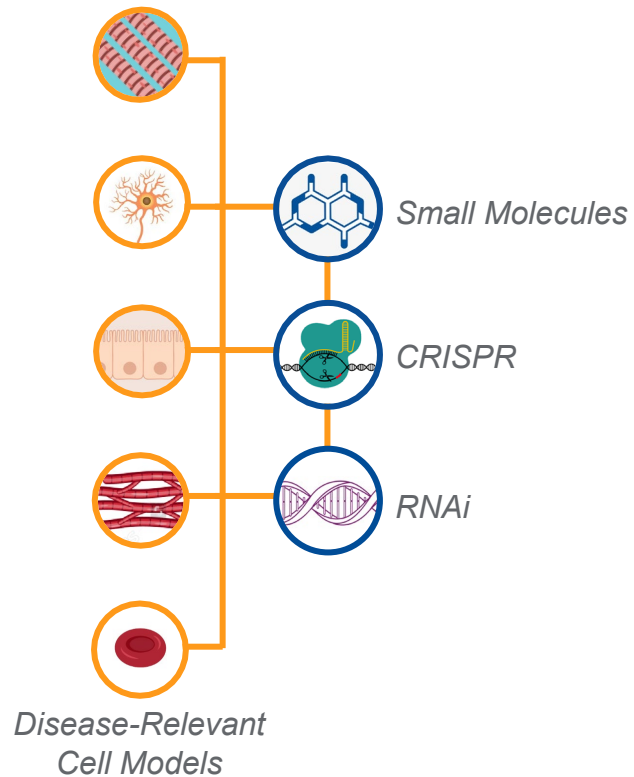 Small Molecules
CRISPR
RNAi
Disease-Relevant
Cell Models